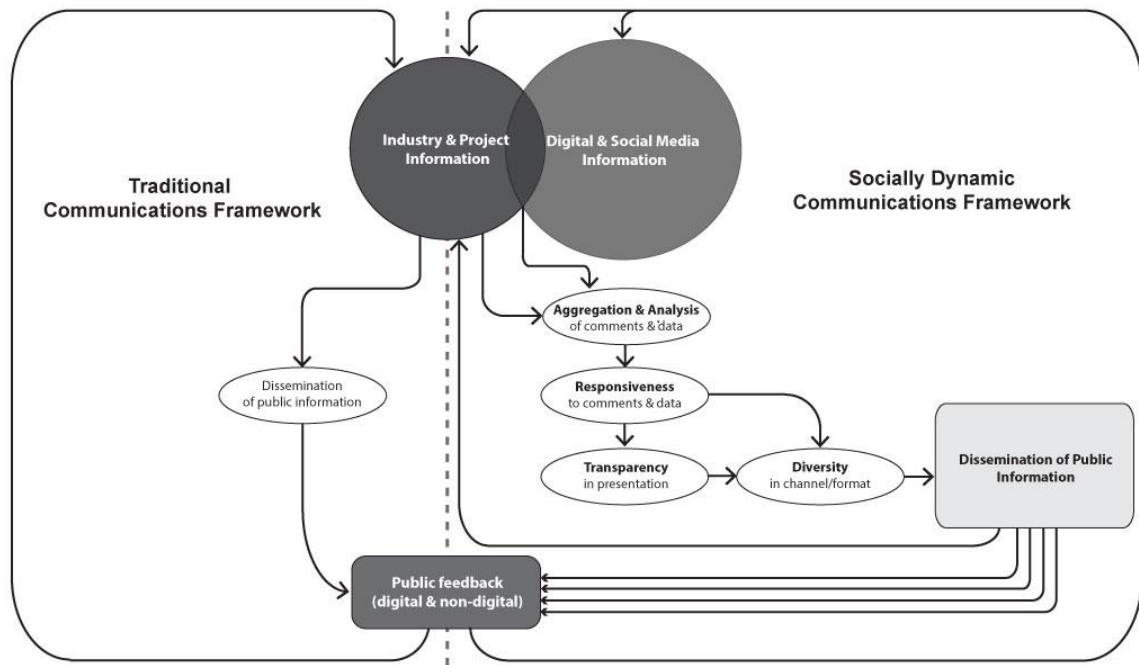 Industry & Project
Information
Digital & Social Media
Information
Traditional
Communications Framework
Socially Dynamic
Communications Framework
Aggregation & Analysis
of comments & data
Dissemination
of public information
Responsiveness
to comments & data
Transparency
in presentation
Diversity
in channel/format
Dissemination of Public
Information
Public feedback
(digital & non-digital)